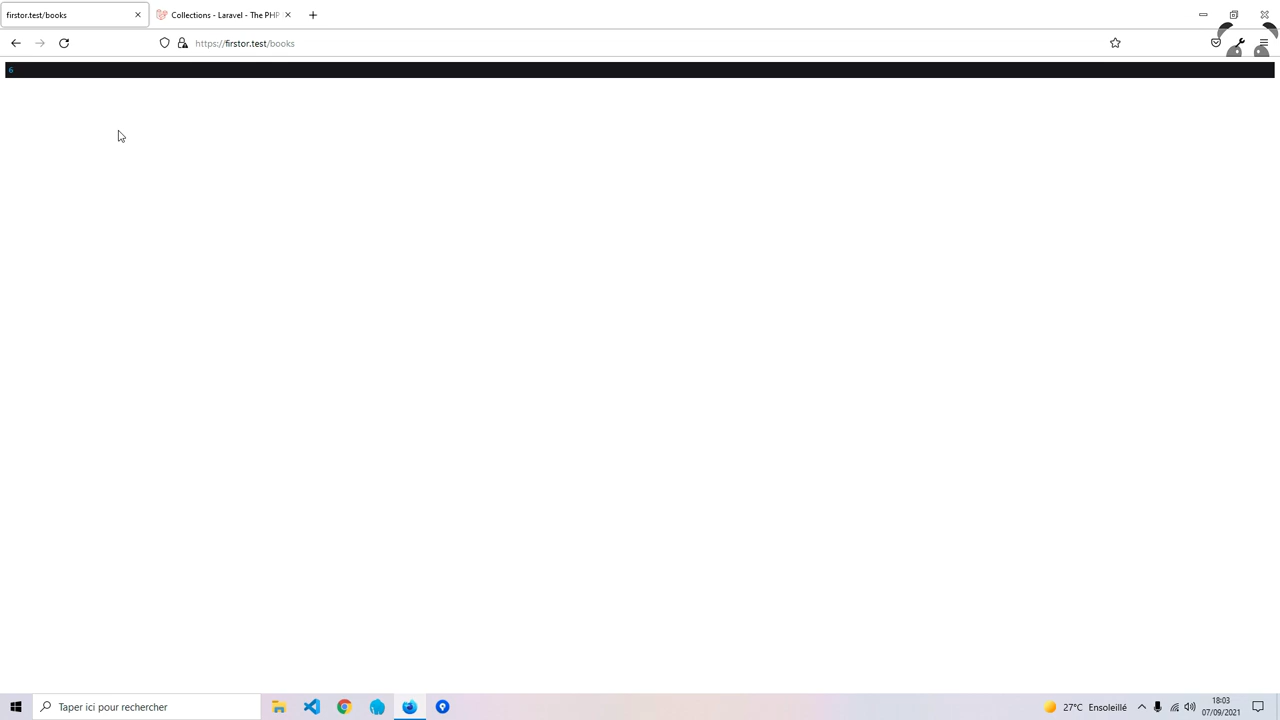 firstor.test/books
Collections - Laravel - The PHP
https://firstor.test/books
6
Taper ici pour rechercher
27°C Ensoleillé
18:03
07/09/2021